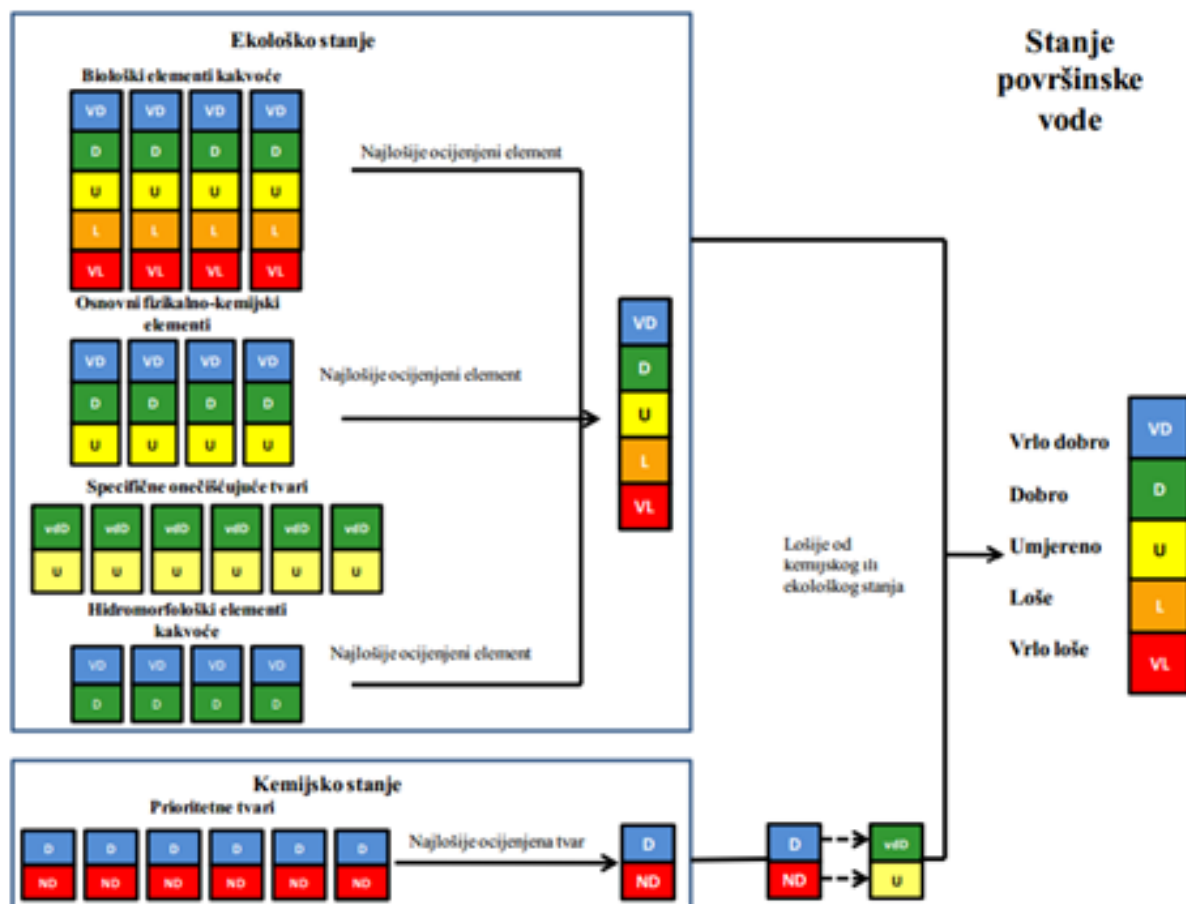 Ekološko stanje
Stanje
površinske
vode
Biološki elementi kakvoće
VD VD VD VD
D D D D
U U U U
L L L L
VL VL VL VL
Najlošije ocijenjeni element
Osnovni fizikalno-kemijski
elementi
VD VD VD VD
D D D D
U U U U
Najlošije ocijenjeni element
Specifične onečišćujuće tvari
vdD vdD vdD vdD vdD vdD
U U U U U U
Hidromorfološki elementi
kakvoće
VD VD VD VD
D D D D
Najlošije ocijenjeni element
VD
D
U
L
VL
Lošije od
kemijskog ili
ekološkog stanja
Vrlo dobro VD
Dobro D
Umjereno U
Loše L
Vrlo loše VL
Kemijsko stanje
Prioritetne tvari
D D D D D D
ND ND ND ND ND ND
Najlošije ocijenjena tvar
D
ND
D vdD
ND U